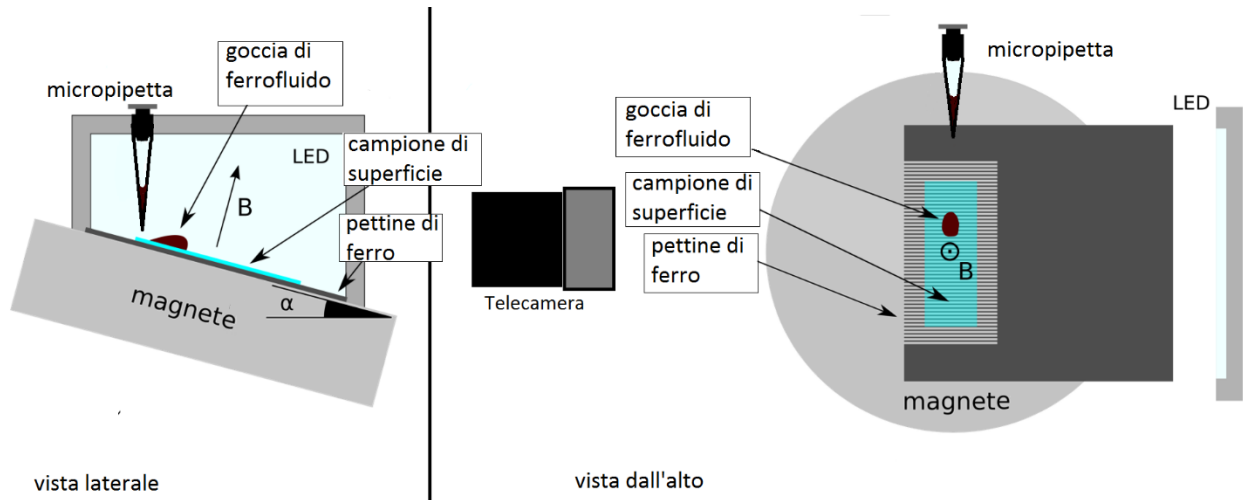 goccia di
ferrofluido
micropipetta
LED
campione di
superficie
B
pettine di
ferro
magnete
α
vista laterale
micropipetta
LED
goccia di
ferrofluido
campione di
superficie
pettine di
ferro
B
Telecamera
magnete
vista dall'alto